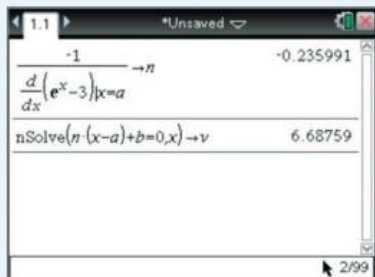 1.1 *Unsaved
-1
d/dx(e^x-3)|x=a →n -0.235991
nSolve(n·(x-a)+b=0,x)→v 6.68759
2/99